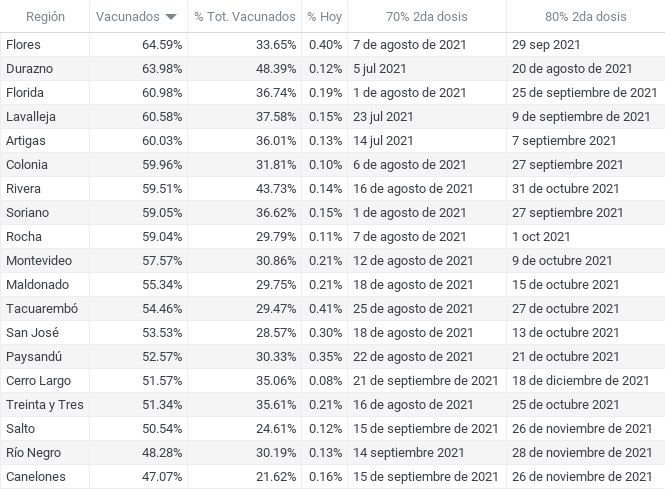 Región Vacunados % Tot. Vacunados % Hoy 70% 2da dosis 80% 2da dosis
Flores 64.59% 33.65% 0.40% 7 de agosto de 2021 29 sep 2021
Durazno 63.98% 48.39% 0.12% 5 jul 2021 20 de agosto de 2021
Florida 60.98% 36.74% 0.19% 1 de agosto de 2021 25 de septiembre de 2021
Lavalleja 60.58% 37.58% 0.15% 23 jul 2021 9 de septiembre de 2021
Artigas 60.03% 36.01% 0.13% 14 jul 2021 7 septiembre 2021
Colonia 59.96% 31.81% 0.10% 6 de agosto de 2021 27 septiembre 2021
Rivera 59.51% 43.73% 0.14% 16 de agosto de 2021 31 de octubre 2021
Soriano 59.05% 36.62% 0.15% 1 de agosto de 2021 27 septiembre 2021
Rocha 59.04% 29.79% 0.11% 7 de agosto de 2021 1 oct 2021
Montevideo 57.57% 30.86% 0.21% 12 de agosto de 2021 9 de octubre 2021
Maldonado 55.34% 29.75% 0.21% 18 de agosto de 2021 15 de octubre 2021
Tacuarembó 54.46% 29.47% 0.41% 25 de agosto de 2021 27 de octubre 2021
San José 53.53% 28.57% 0.30% 18 de agosto de 2021 13 de octubre 2021
Paysandú 52.57% 30.33% 0.35% 22 de agosto de 2021 21 de octubre 2021
Cerro Largo 51.57% 35.06% 0.08% 21 de septiembre de 2021 18 de diciembre de 2021
Treinta y Tres 51.34% 35.61% 0.21% 16 de agosto de 2021 25 de octubre 2021
Salto 50.54% 24.61% 0.12% 15 de septiembre de 2021 26 de noviembre de 2021
Río Negro 48.28% 30.19% 0.13% 14 septiembre 2021 28 de noviembre de 2021
Canelones 47.07% 21.62% 0.16% 15 de septiembre de 2021 26 de noviembre de 2021